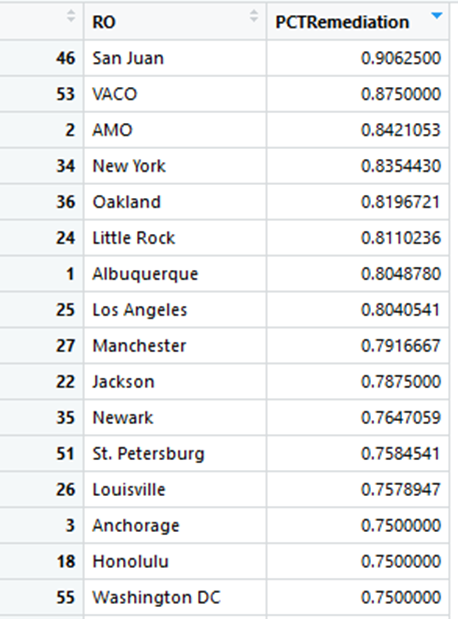 RO PCTRemediation
46 San Juan 0.9062500
53 VACO 0.8750000
2 AMO 0.8421053
34 New York 0.8354430
36 Oakland 0.8196721
24 Little Rock 0.8110236
1 Albuquerque 0.8048780
25 Los Angeles 0.8040541
27 Manchester 0.7916667
22 Jackson 0.7875000
35 Newark 0.7647059
51 St. Petersburg 0.7584541
26 Louisville 0.7578947
3 Anchorage 0.7500000
18 Honolulu 0.7500000
55 Washington DC 0.7500000